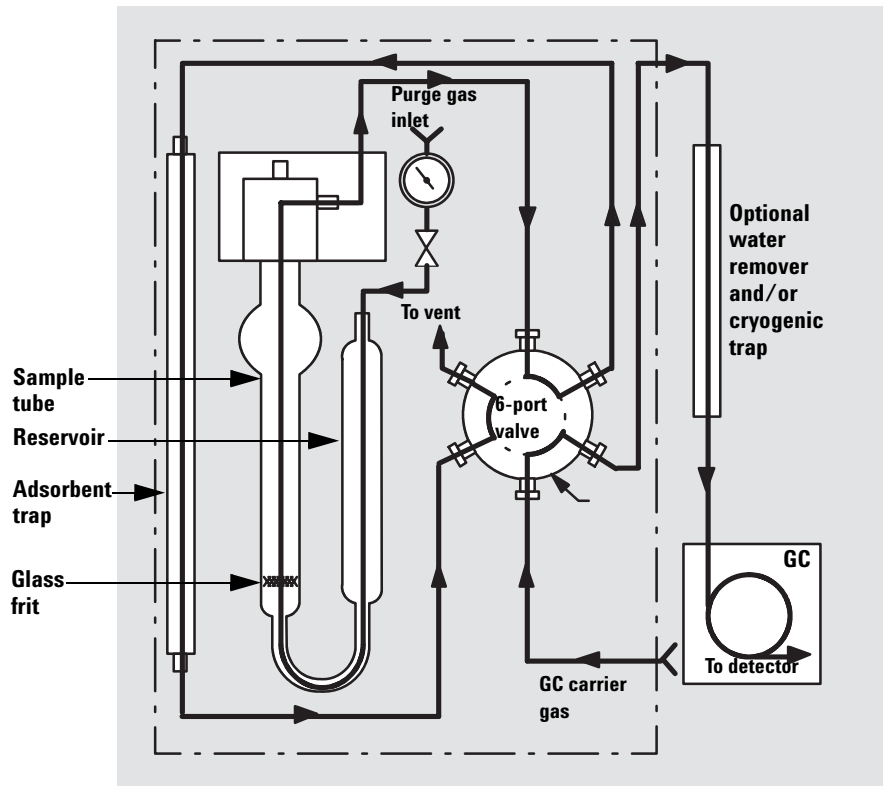 Purge gas
inlet
Optional
water
remover
and/or
cryogenic
trap
To vent
Sample
tube
6-port
valve
Reservoir
Adsorbent
trap
Glass
frit
GC
To detector
GC carrier
gas